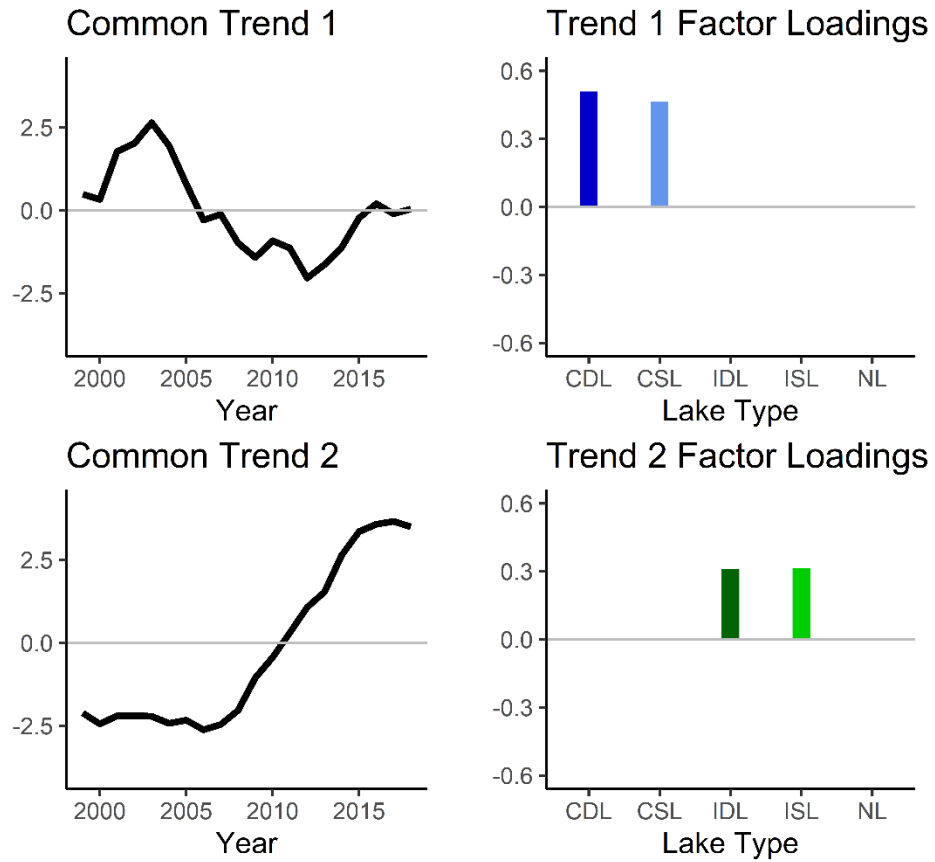 Common Trend 1
2.5
0.0
-2.5
2000 2005 2010 2015
Year
Trend 1 Factor Loadings
0.6
0.3
0.0
-0.3
-0.6
CDL CSL IDL ISL NL
Lake Type
Common Trend 2
2.5
0.0
-2.5
2000 2005 2010 2015
Year
Trend 2 Factor Loadings
0.6
0.3
0.0
-0.3
-0.6
CDL CSL IDL ISL NL
Lake Type